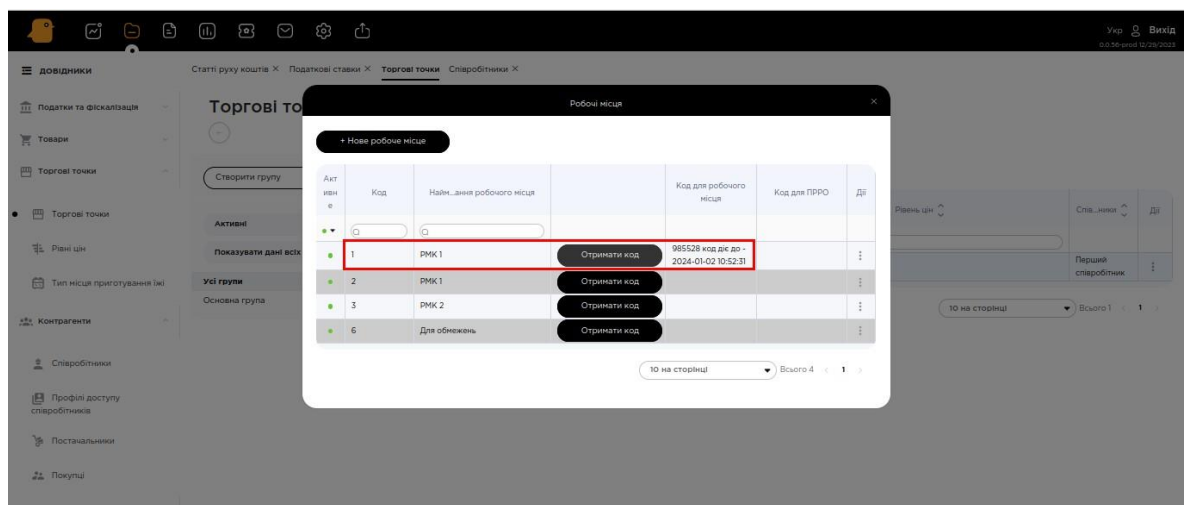 Укр Вихід
0.0.56-prod 12/29/2023
ДОВІДНИКИ
Статті руху коштів × Податкові ставки × Торгові точки Співробітники ×
Податки та фіскалізація
Товари
Торгові точки
Торгові точки
Рівні цін
Тип місця приготування їжі
Контрагенти
Співробітники
Профілі доступу
співробітників
Постачальники
Покупці
Торгові то
Створити групу
Активні
Показувати дані всіх
Усі групи
Основна група
Робочі місця ×
+ Нове робоче місце
Акт
ивн
е
Код
Найм...ання робочого місця
Код для робочого
місця
Код для ПРРО
Дії
1 РМК 1 Отримати код 985528 код діє до -
2024-01-02 10:52:31
2 РМК 1 Отримати код
3 РМК 2 Отримати код
6 Для обмежень Отримати код
10 на сторінці Всього 4 < 1 >
Рівень цін Спів...ники Дії
Перший
співробітник
10 на сторінці Всього 1 < 1 >